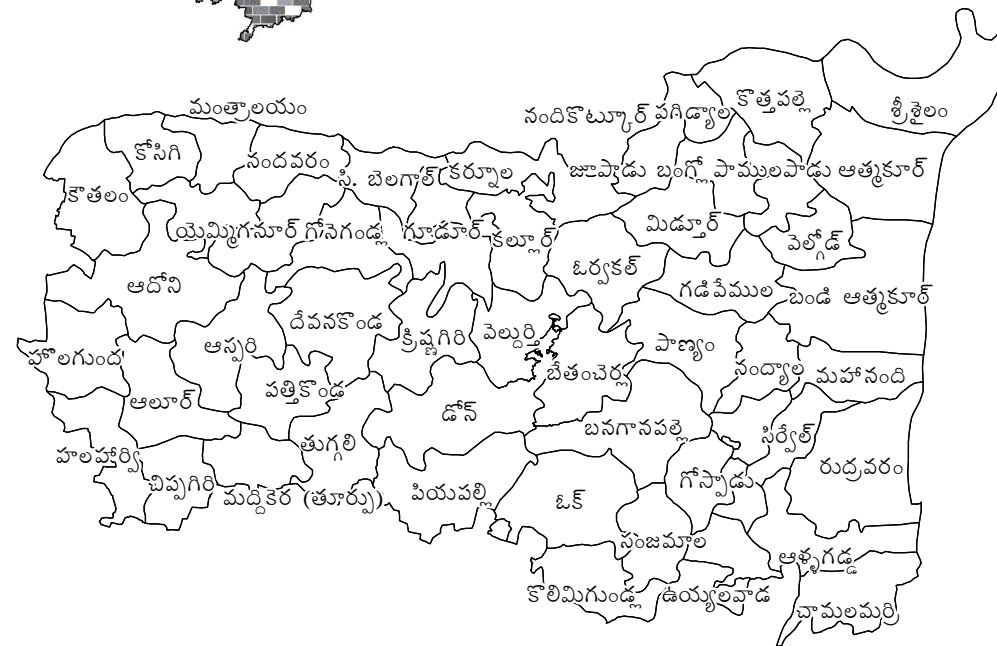 మంత్రాలయం
నందికొట్కూర్ పగిడ్యాల కొత్తపల్లె శ్రీశైలం
కోసిగి నందవరం సి. బెలగాల్ కర్నూల జూపాడు బంగ్లో పాములపాడు ఆత్మకూర్
కౌతలం
యెమ్మిగనూర్ గోనెగండ్ల గూడూర్ కల్లూర్ మిడ్తూర్ వెల్గోడ్
ఆదోని ఓర్వకల్ గడివేముల బండి ఆత్మకూర్
దేవనకొండ క్రిష్ణగిరి వెల్దుర్తి
హొలగుంద ఆస్పరి పాణ్యం
పత్తికొండ బేతంచెర్ల నంద్యాల మహానంది
ఆలూర్ డోన్
బనగానపల్లె సిర్వేల్
హలహార్వి తుగ్గలి రుద్రవరం
చిప్పగిరి మద్దికెర (తూర్పు) పియపల్లి ఓక్ గోస్పాడు
సంజమాల ఆళ్ళగడ్డ
కొలిమిగుండ్ల ఉయ్యలవాడ చామలమర్రి